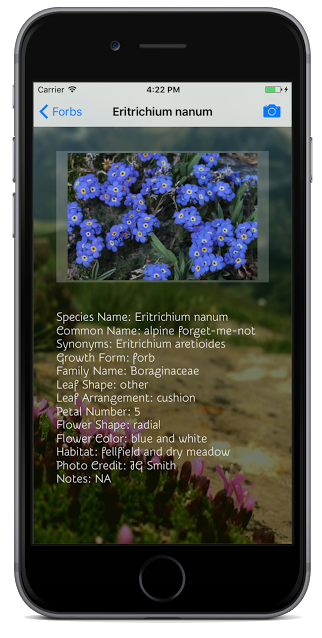 Carrier 4:22 PM
Forbs Eritrichium nanum
Species Name: Eritrichium nanum
Common Name: alpine forget-me-not
Synonyms: Eritrichium aretioides
Growth Form: forb
Family Name: Boraginaceae
Leaf Shape: other
Leaf Arrangement: cushion
Petal Number: 5
Flower Shape: radial
Flower Color: blue and white
Habitat: fellfield and dry meadow
Photo Credit: JG Smith
Notes: NA